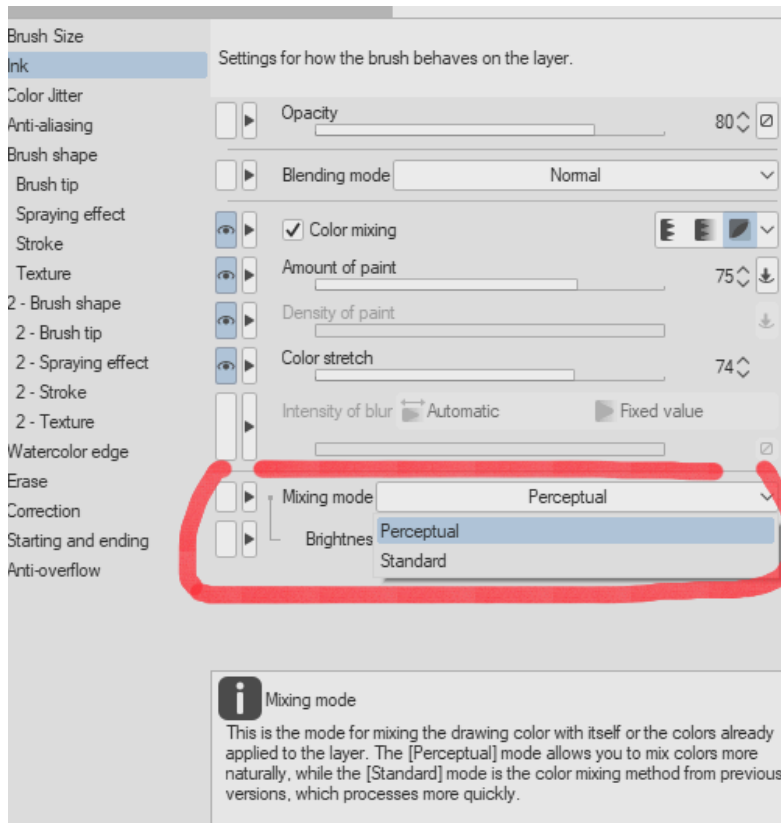 Brush Size
Ink
Color Jitter
Anti-aliasing
Brush shape
Brush tip
Spraying effect
Stroke
Texture
2 - Brush shape
2 - Brush tip
2 - Spraying effect
2 - Stroke
2 - Texture
Watercolor edge
Erase
Correction
Starting and ending
Anti-overflow
Settings for how the brush behaves on the layer.
Opacity 80
Blending mode Normal
Color mixing
Amount of paint 75
Density of paint
Color stretch 74
Intensity of blur Automatic Fixed value
Mixing mode Perceptual
Brightnes Perceptual
Standard
Mixing mode
This is the mode for mixing the drawing color with itself or the colors already
applied to the layer. The [Perceptual] mode allows you to mix colors more
naturally, while the [Standard] mode is the color mixing method from previous
versions, which processes more quickly.